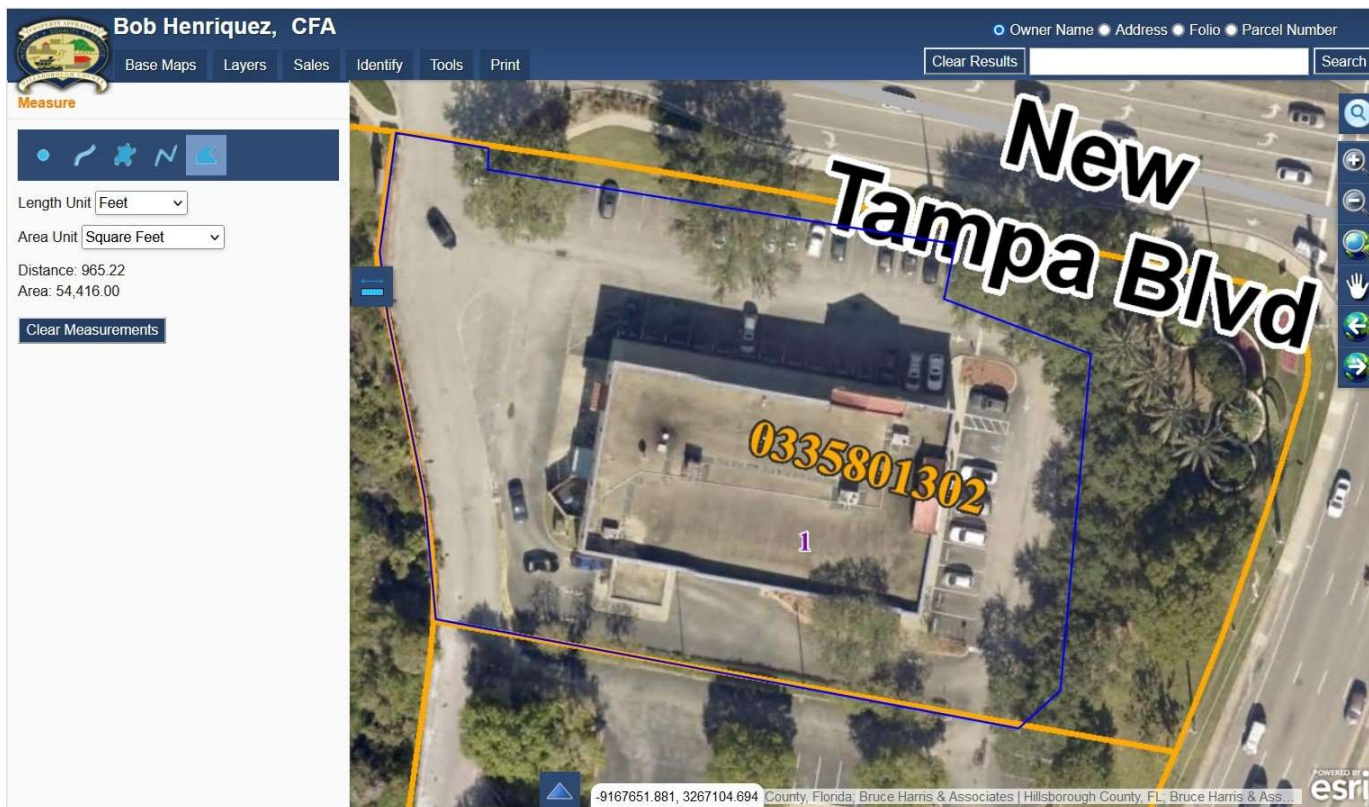 Bob Henriquez, CFA
Owner Name Address Folio Parcel Number
Base Maps Layers Sales Identify Tools Print
Clear Results Search
Measure
Length Unit Feet
Area Unit Square Feet
Distance: 965.22
Area: 54,416.00
Clear Measurements
New
Tampa Blvd
0335801302
1
-9167651.881, 3267104.694 County, Florida; Bruce Harris & Associates | Hillsborough County, FL; Bruce Harris & Ass...
POWERED BY
esri